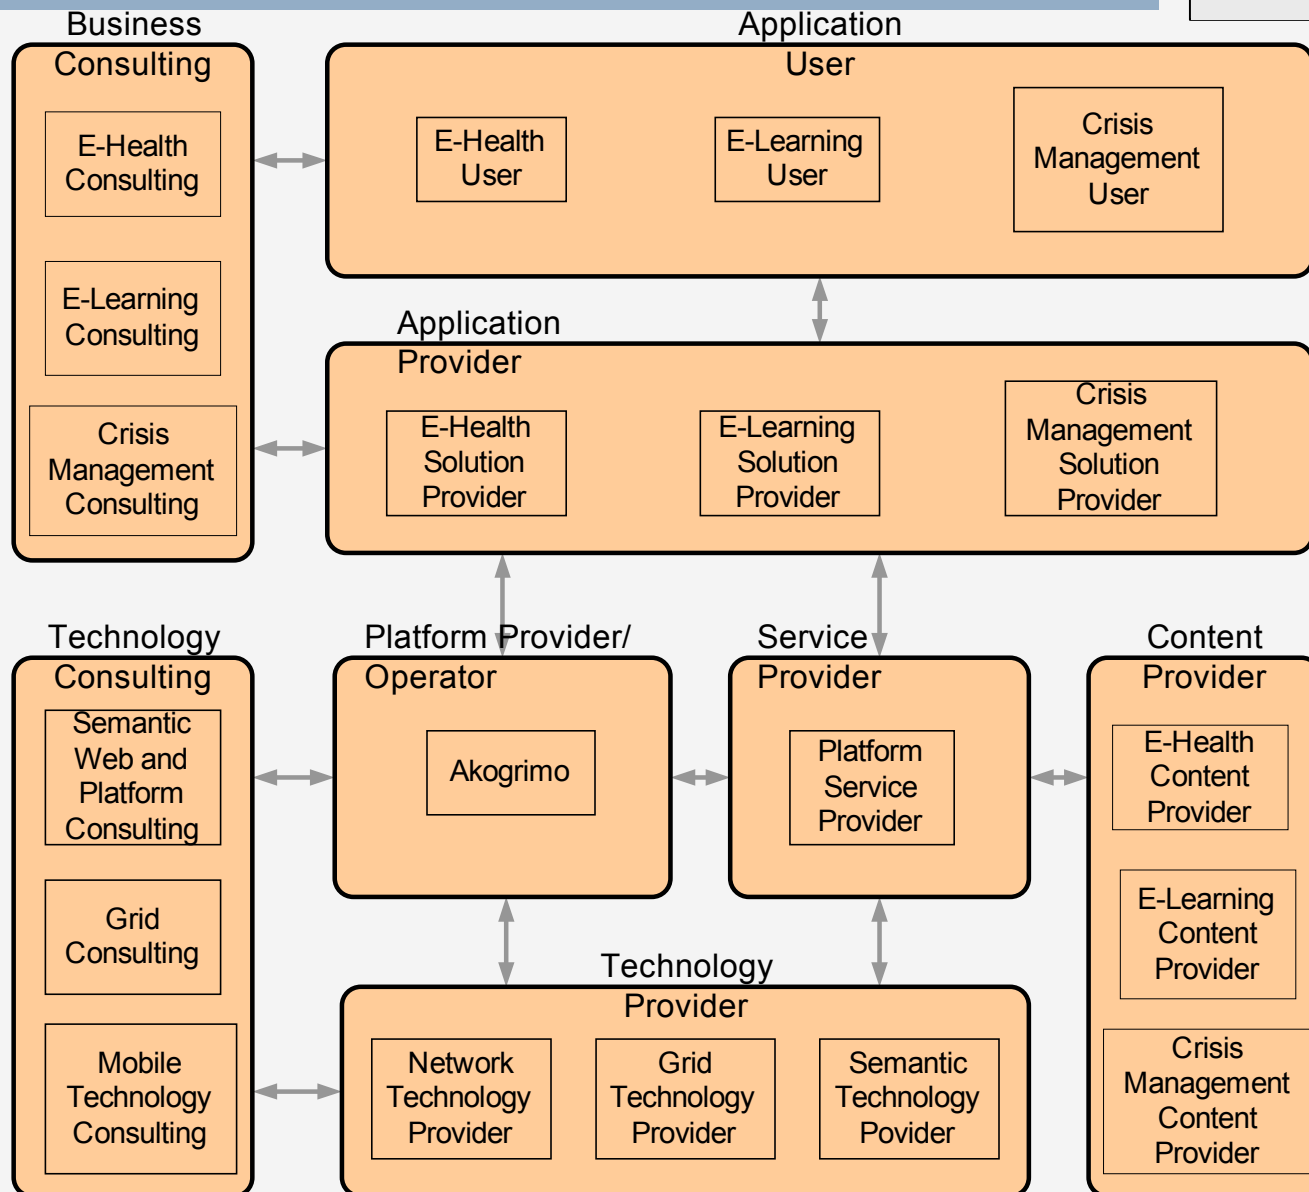 Business
Consulting
E-Health
Consulting
E-Learning
Consulting
Crisis
Management
Consulting
Application
User
E-Health
User
E-Learning
User
Crisis
Management
User
Application
Provider
E-Health
Solution
Provider
E-Learning
Solution
Provider
Crisis
Management
Solution
Provider
Technology
Consulting
Semantic
Web and
Platform
Consulting
Grid
Consulting
Mobile
Technology
Consulting
Platform Provider/
Operator
Akogrimo
Service
Provider
Platform
Service
Provider
Content
Provider
E-Health
Content
Provider
E-Learning
Content
Provider
Crisis
Management
Content
Provider
Technology
Provider
Network
Technology
Provider
Grid
Technology
Provider
Semantic
Technology
Povider